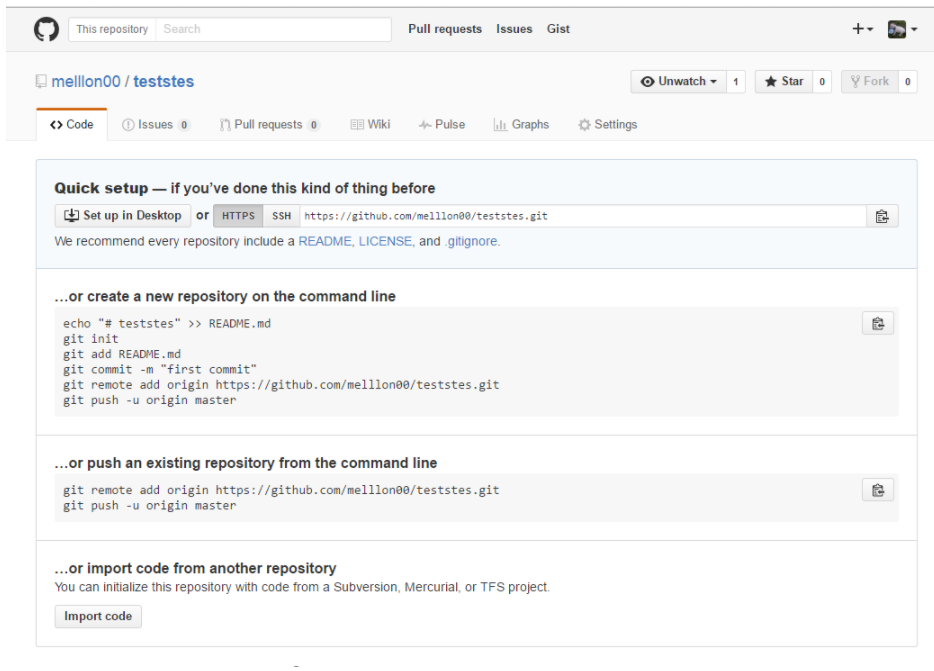 This repository Search Pull requests Issues Gist
melllon00 / teststes Unwatch 1 Star 0 Fork 0
Code Issues 0 Pull requests 0 Wiki Pulse Graphs Settings
Quick setup — if you've done this kind of thing before
Set up in Desktop or HTTPS SSH https://github.com/melllon00/teststes.git
We recommend every repository include a README, LICENSE, and .gitignore.
…or create a new repository on the command line
echo "# teststes" >> README.md
git init
git add README.md
git commit -m "first commit"
git remote add origin https://github.com/melllon00/teststes.git
git push -u origin master
…or push an existing repository from the command line
git remote add origin https://github.com/melllon00/teststes.git
git push -u origin master
…or import code from another repository
You can initialize this repository with code from a Subversion, Mercurial, or TFS project.
Import code